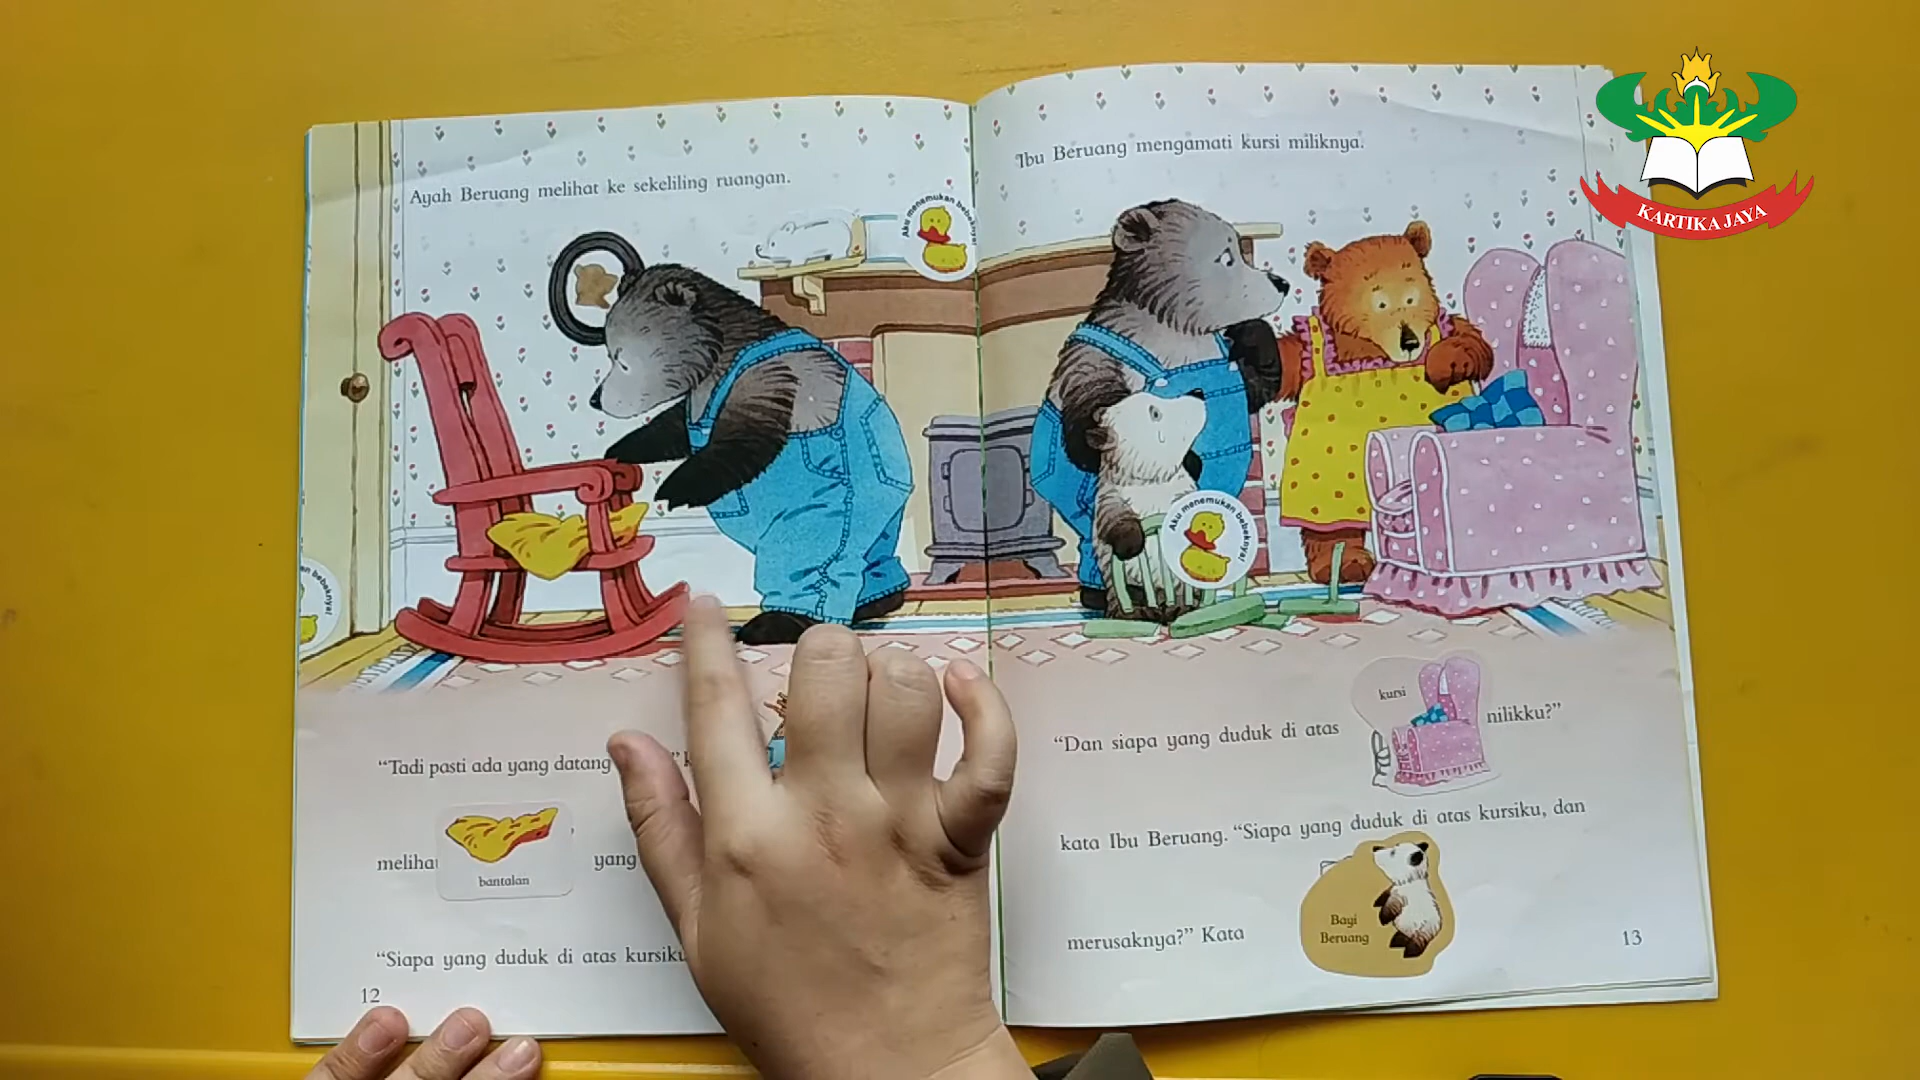 Ayah Beruang melihat ke sekeliling ruangan.
Aku menemukan bebeknya!
"Tadi pasti ada yang datang
bantalan
yang
"Siapa yang duduk di atas kursiku
12
Ibu Beruang mengamati kursi miliknya.
Aku menemukan bebeknya!
"Dan siapa yang duduk di atas
kursi
kata Ibu Beruang. "Siapa yang duduk di atas kursiku, dan
merusaknya?" Kata
Bayi
Beruang
13
KARTIKA JAYA